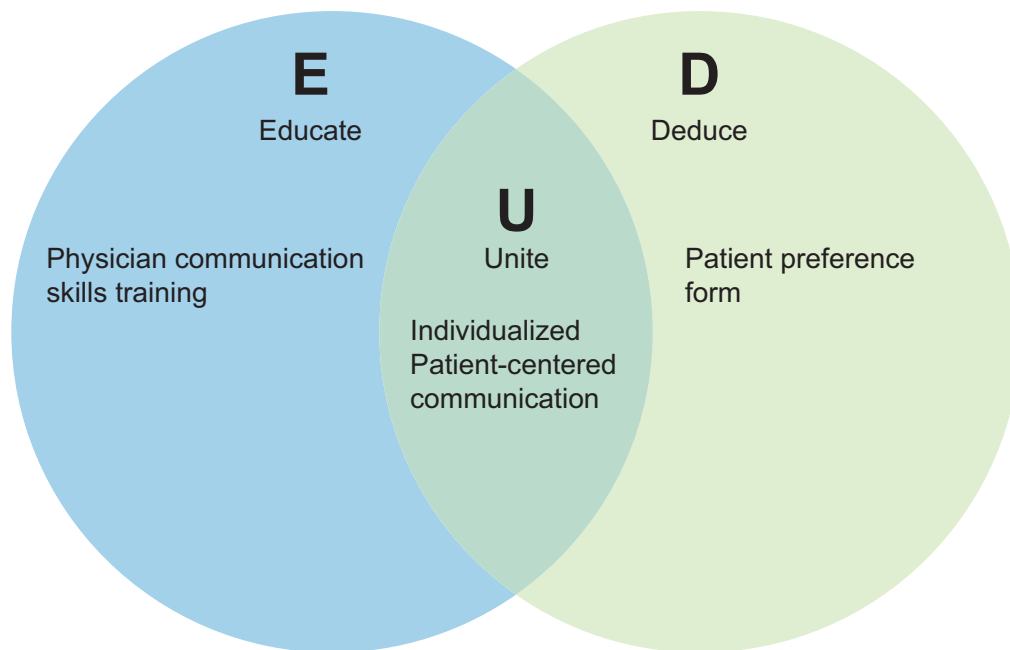 E
Educate
Physician communication
skills training
U
Unite
Individualized
Patient-centered
communication
D
Deduce
Patient preference
form